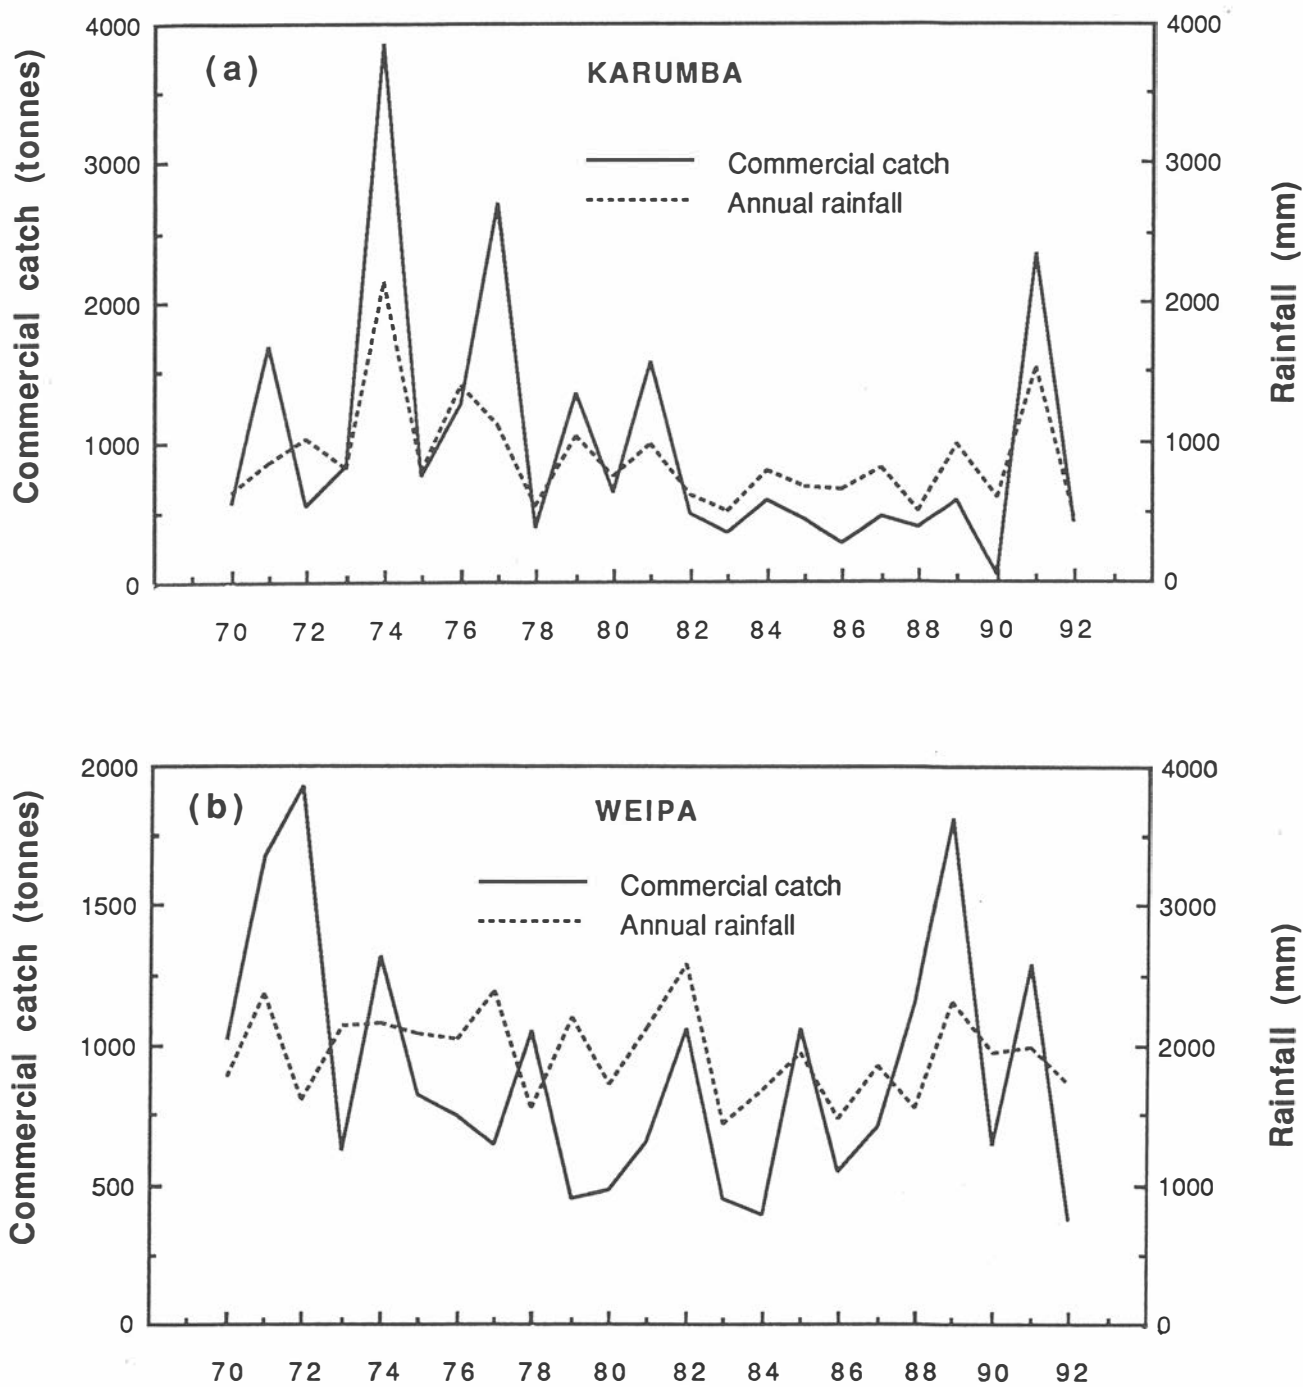 (a)
KARUMBA
Commercial catch
Annual rainfall
Commercial catch (tonnes)
4000
3000
2000
1000
0
Rainfall (mm)
4000
3000
2000
1000
0
70 72 74 76 78 80 82 84 86 88 90 92
(b)
WEIPA
Commercial catch
Annual rainfall
Commercial catch (tonnes)
2000
1500
1000
500
0
Rainfall (mm)
4000
3000
2000
1000
0
70 72 74 76 78 80 82 84 86 88 90 92